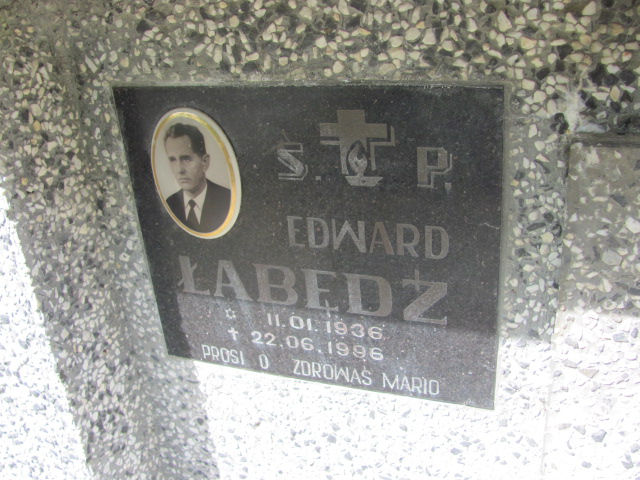 Ś. P.
EDWARD
ŁABĘDŹ
☼ 11.01.1936
✝ 22.06.1996
PROSI O ZDROWAŚ MARIO